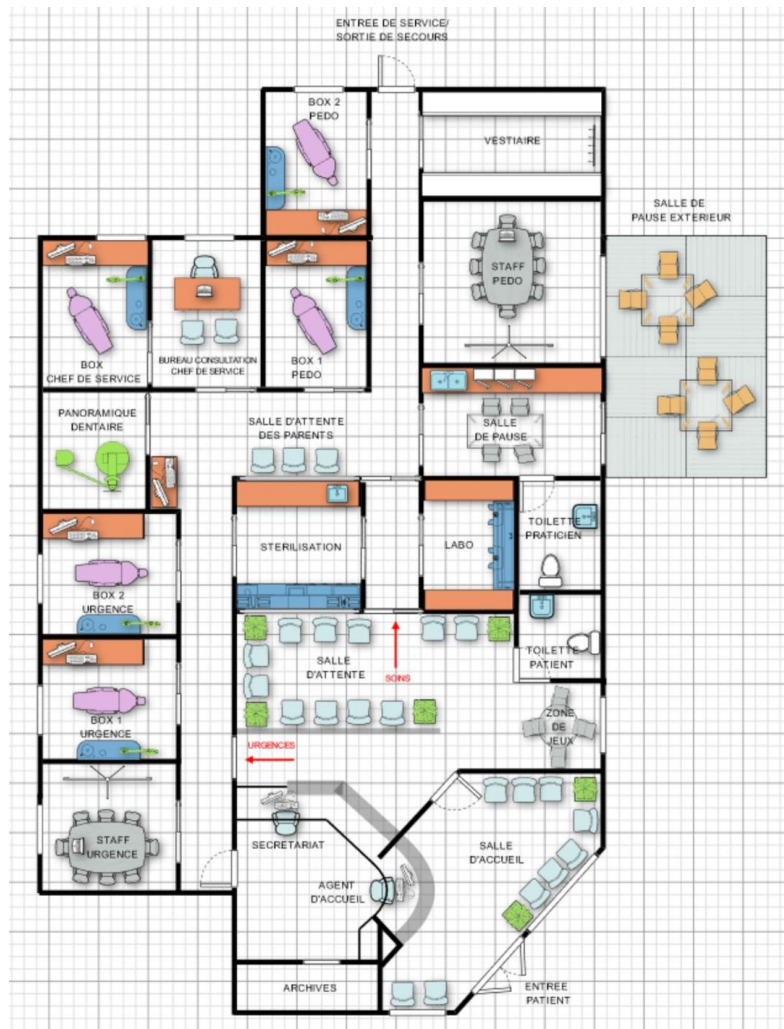 ENTREE DE SERVICE/
SORTIE DE SECOURS
BOX 2
PEDO
VESTIAIRE
SALLE DE
PAUSE EXTERIEUR
STAFF
PEDO
BOX
CHEF DE SERVICE
BUREAU CONSULTATION
CHEF DE SERVICE
BOX 1
PEDO
PANORAMIQUE
DENTAIRE
SALLE D'ATTENTE
DES PARENTS
SALLE
DE PAUSE
STERILISATION
LABO
TOILETTE
PRATICIEN
BOX 2
URGENCE
SALLE
D'ATTENTE
SOINS
TOILETTE
PATIENT
BOX 1
URGENCE
URGENCES
ZONE
DE
JEUX
STAFF
URGENCE
SECRETARIAT
SALLE
D'ACCUEIL
AGENT
D'ACCUEIL
ARCHIVES
ENTREE
PATIENT